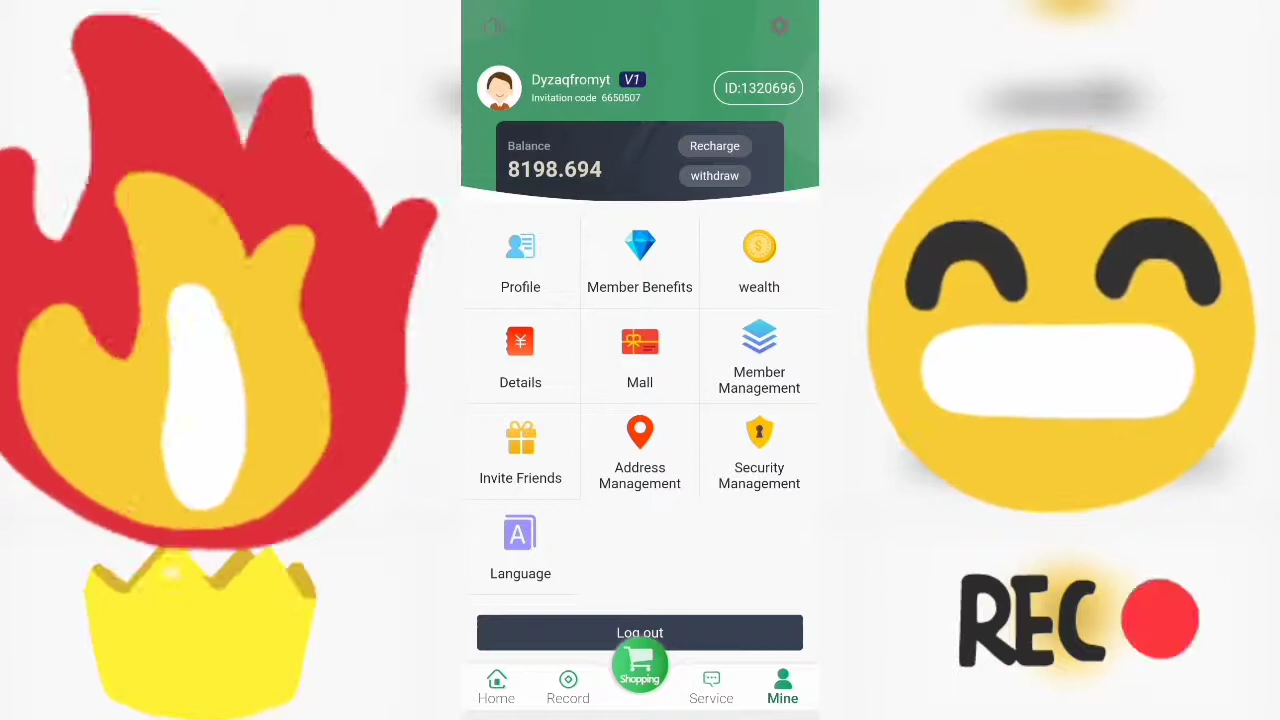 Dyzaqfromyt V1
Invitation code 6650507
ID:1320696
Balance
8198.694
Recharge
withdraw
Profile
Member Benefits
wealth
¥
Details
Mall
Member
Management
Invite Friends
Address
Management
Security
Management
A
Language
Log out
Shopping
Home
Record
Service
Mine
REC